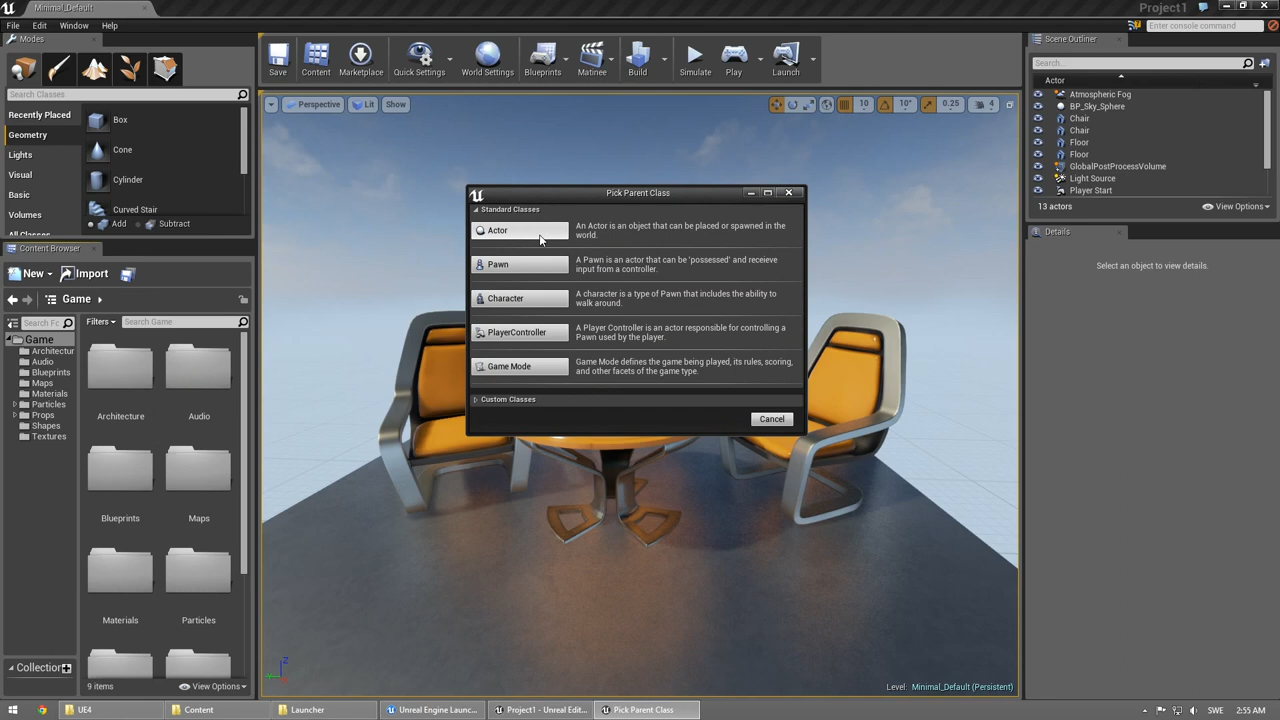 Minimal_Default
Project1
File Edit Window Help
Enter console command
Modes
Search Classes
Recently Placed
Geometry
Lights
Visual
Basic
Volumes
All Classes
Box
Cone
Cylinder
Curved Stair
Add Subtract
Save
Content
Marketplace
Quick Settings
World Settings
Blueprints
Matinee
Build
Simulate
Play
Launch
Perspective
Lit
Show
10
10°
0.25
4
Scene Outliner
Search...
Actor
Atmospheric Fog
BP_Sky_Sphere
Chair
Chair
Floor
Floor
GlobalPostProcessVolume
Light Source
Player Start
13 actors
View Options
Details
Select an object to view details.
Content Browser
New
Import
Game
Search Fc
Filters
Search Game
Game
Architectur
Audio
Blueprints
Maps
Materials
Particles
Props
Shapes
Textures
Architecture
Audio
Blueprints
Maps
Materials
Particles
Collection
9 items
View Options
Pick Parent Class
Standard Classes
Actor
An Actor is an object that can be placed or spawned in the
world.
Pawn
A Pawn is an actor that can be 'possessed' and receieve
input from a controller.
Character
A character is a type of Pawn that includes the ability to
walk around.
PlayerController
A Player Controller is an actor responsible for controlling a
Pawn used by the player.
Game Mode
Game Mode defines the game being played, its rules, scoring,
and other facets of the game type.
Custom Classes
Cancel
Z
Level: Minimal_Default (Persistent)
UE4
Content
Launcher
Unreal Engine Launc...
Project1 - Unreal Edit...
Pick Parent Class
SWE
2:55 AM